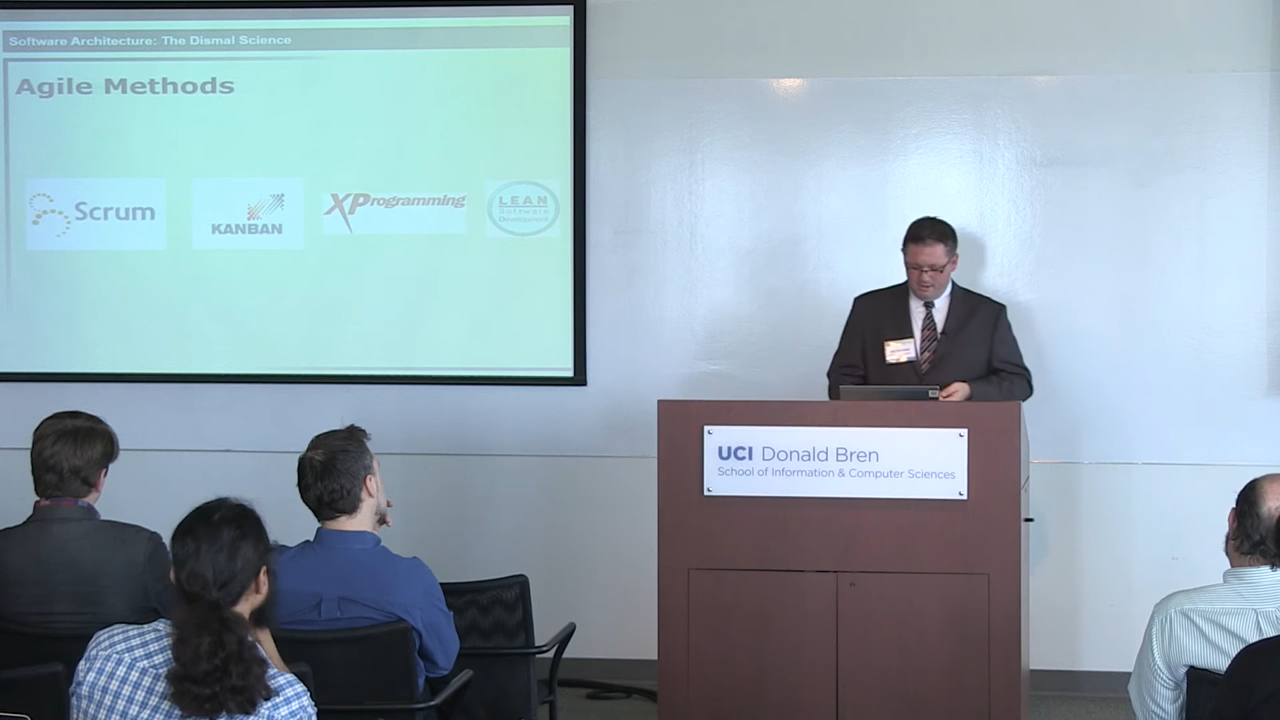 Software Architecture: The Dismal Science
Agile Methods
Scrum
KANBAN
XProgramming
LEAN
Software
Development
UCI Donald Bren
School of Information & Computer Sciences